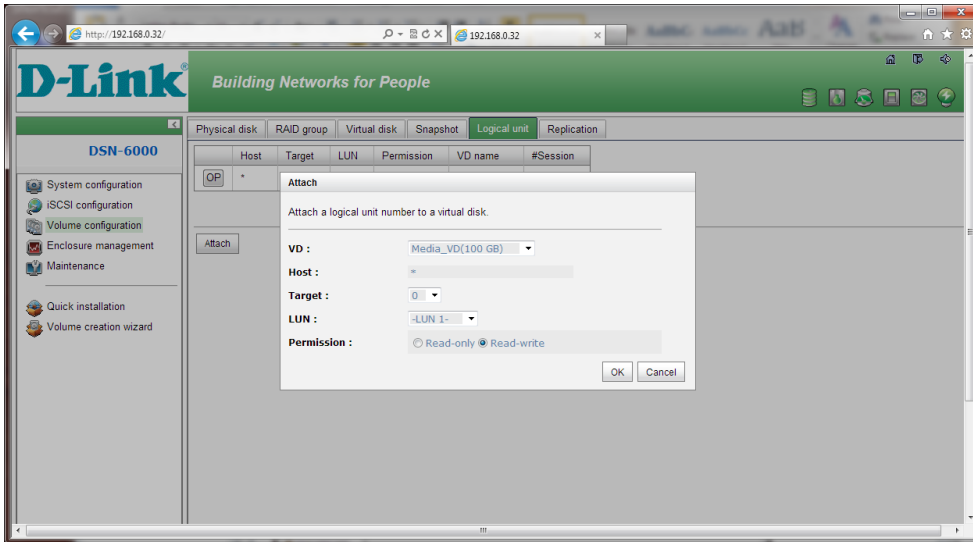 http://192.168.0.32/
192.168.0.32
D-Link
Building Networks for People
DSN-6000
System configuration
iSCSI configuration
Volume configuration
Enclosure management
Maintenance
Quick installation
Volume creation wizard
Physical disk RAID group Virtual disk Snapshot Logical unit Replication
Host Target LUN Permission VD name #Session
OP *
Attach
Attach
Attach a logical unit number to a virtual disk.
VD : Media_VD(100 GB)
Host : *
Target : 0
LUN : -LUN 1-
Permission : Read-only Read-write
OK Cancel